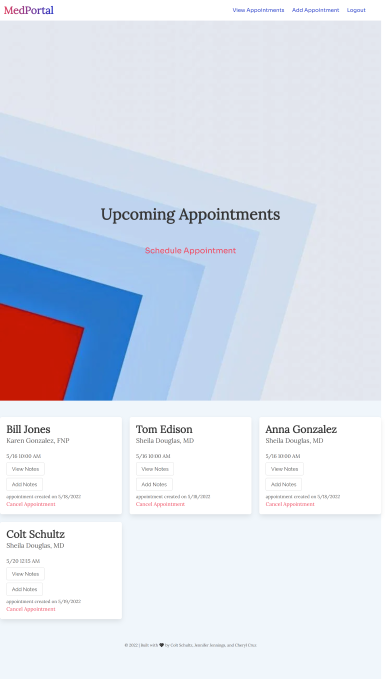 MedPortal
View Appointments Add Appointment Logout
Upcoming Appointments
Schedule Appointment
Bill Jones
Karen Gonzalez, FNP
5/16 10:00 AM
View Notes
Add Notes
appointment created on 5/18/2022
Cancel Appointment
Tom Edison
Sheila Douglas, MD
5/16 10:00 AM
View Notes
Add Notes
appointment created on 5/18/2022
Cancel Appointment
Anna Gonzalez
Sheila Douglas, MD
5/16 10:00 AM
View Notes
Add Notes
appointment created on 5/18/2022
Cancel Appointment
Colt Schultz
Sheila Douglas, MD
5/20 12:15 AM
View Notes
Add Notes
appointment created on 5/19/2022
Cancel Appointment
© 2022 | Built with 🖤 by Colt Schultz, Jennifer Jennings, and Cheryl Cruz